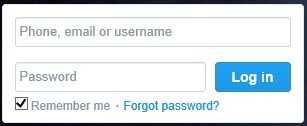 Phone, email or username
Password Log in
Remember me · Forgot password?